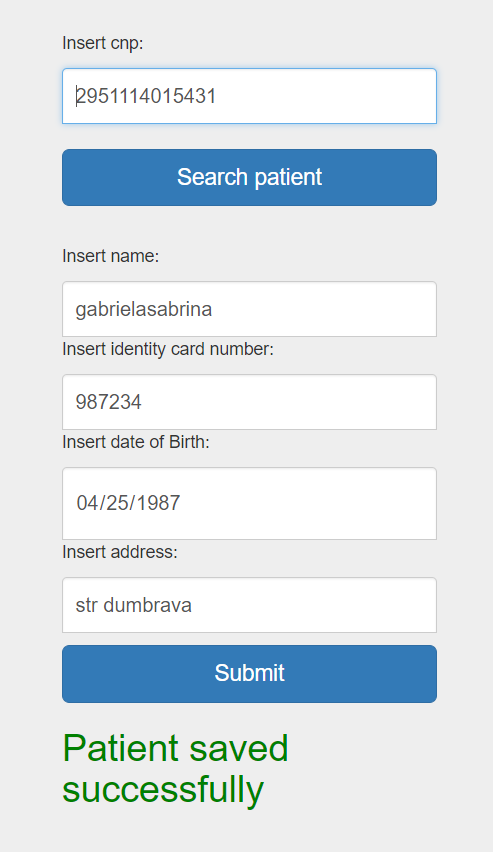 Insert cnp:
2951114015431
Search patient
Insert name:
gabrielasabrina
Insert identity card number:
987234
Insert date of Birth:
04/25/1987
Insert address:
str dumbrava
Submit
Patient saved
successfully